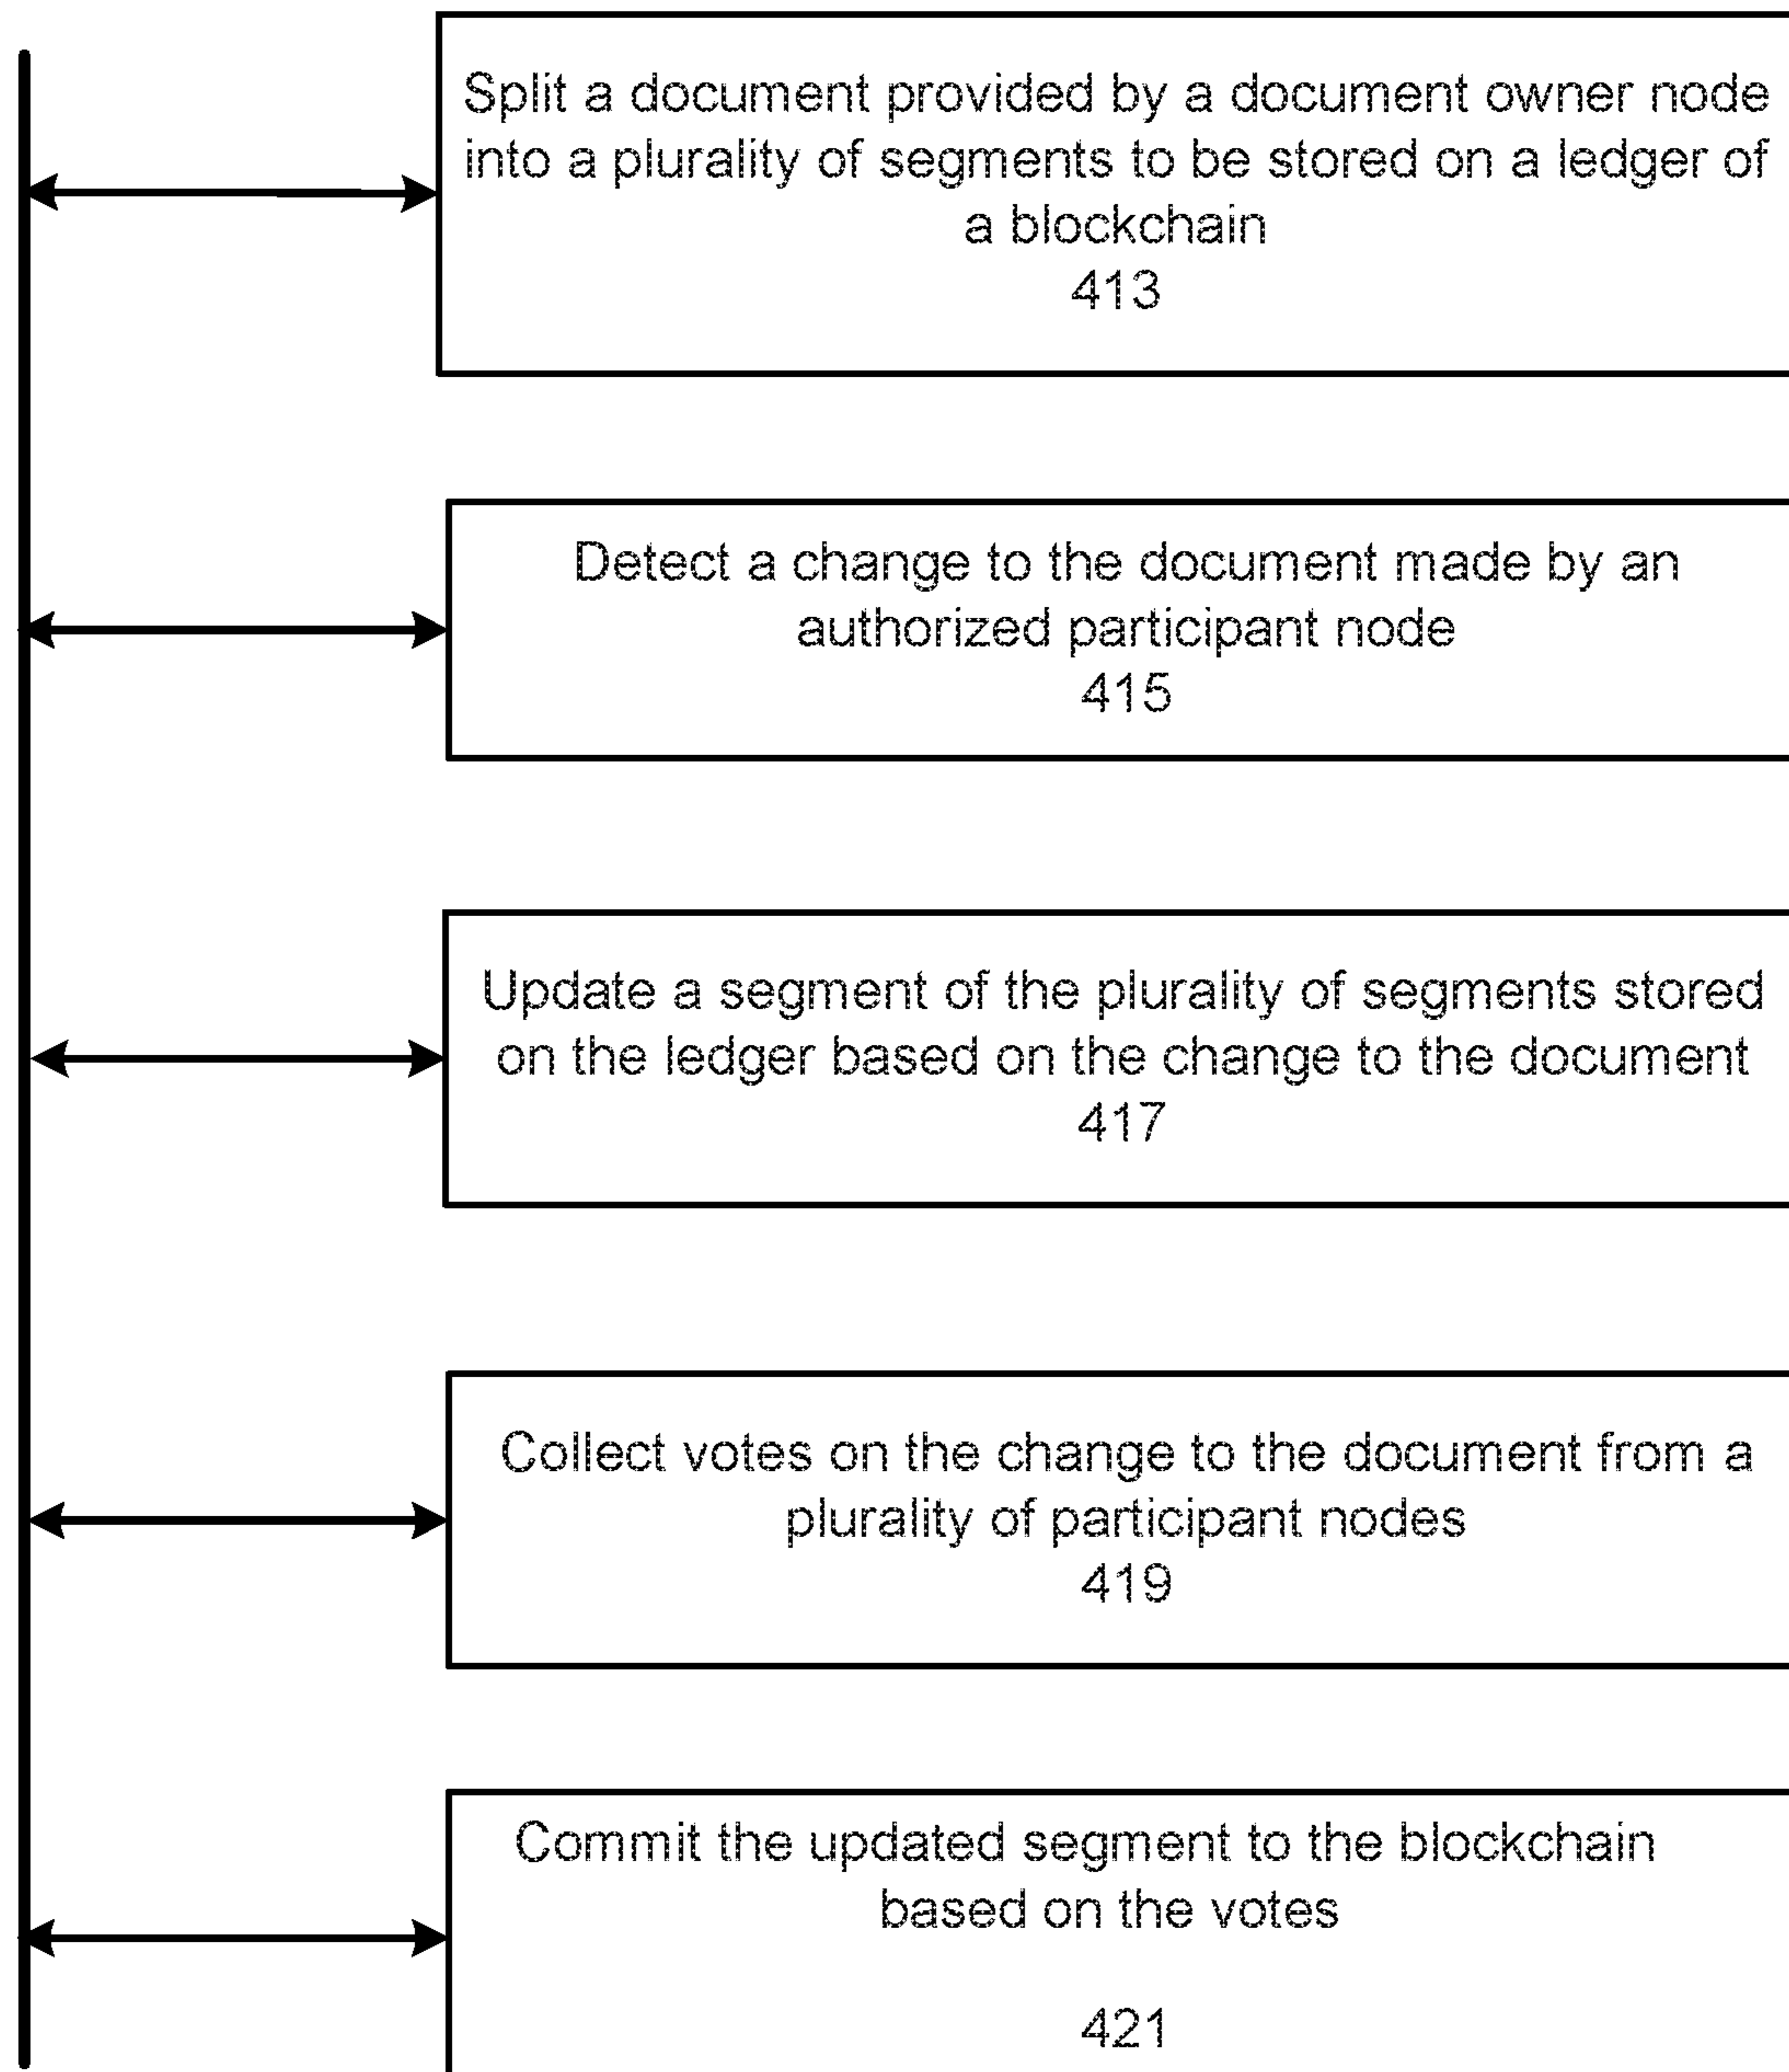 Split a document provided by a document owner node
into a plurality of segments to be stored on a ledger of
a blockchain
413
Detect a change to the document made by an
authorized participant node
415
Update a segment of the plurality of segments stored
on the ledger based on the change to the document
417
Collect votes on the change to the document from a
plurality of participant nodes
419
Commit the updated segment to the blockchain
based on the votes
421